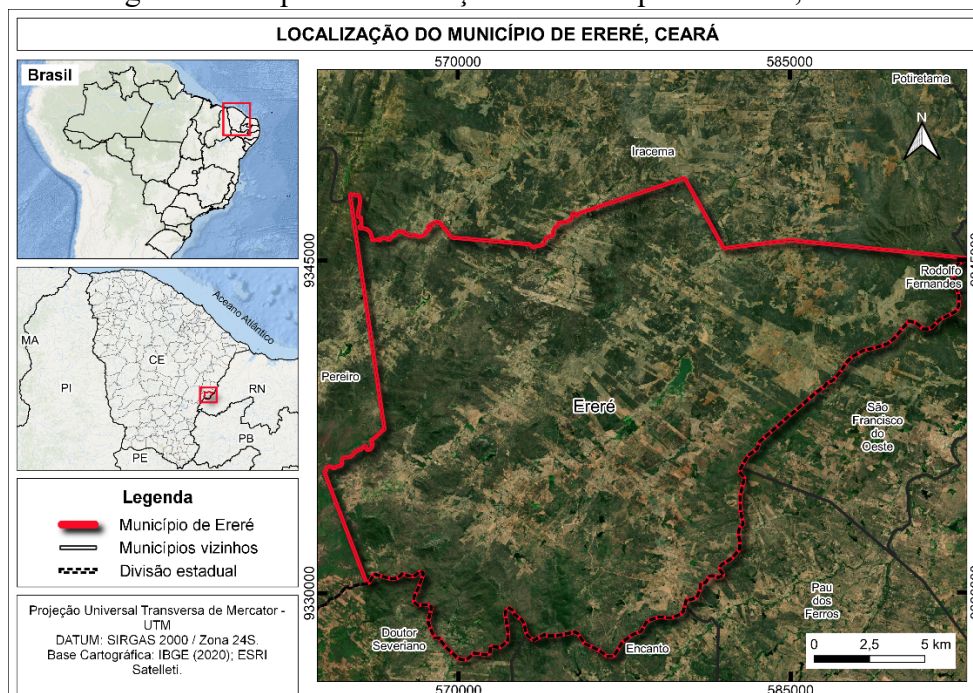 LOCALIZAÇÃO DO MUNICÍPIO DE ERERÉ, CEARÁ
Brasil
MA
PI
CE
RN
PB
PE
Aceano Atlântico
Legenda
Município de Ereré
Municípios vizinhos
Divisão estadual
Projeção Universal Transversa de Mercator -
UTM
DATUM: SIRGAS 2000 / Zona 24S.
Base Cartográfica: IBGE (2020); ESRI
Satelleti.
570000
585000
Potiretama
N
Iracema
9345000
Rodolfo
Fernandes
Pereiro
Ereré
São
Francisco
do
Oeste
9330000
Pau
dos
Ferros
Doutor
Severiano
Encanto
0 2,5 5 km
570000
585000